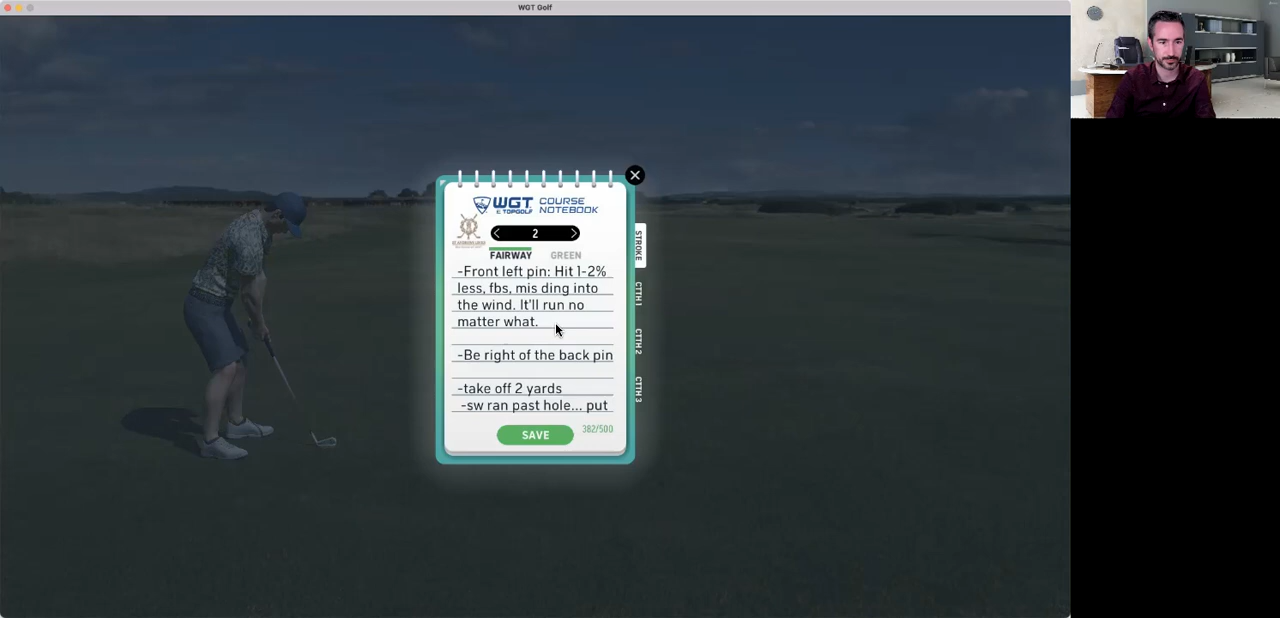 WGT Golf
WGT
BY TOPGOLF
COURSE
NOTEBOOK
2
FAIRWAY GREEN
-Front left pin: Hit 1-2%
less, fbs, mis ding into
the wind. It'll run no
matter what.
-Be right of the back pin
-take off 2 yards
-sw ran past hole... put
SAVE
382/500
STROKE
CTTH 1
CTTH 2
CTTH 3